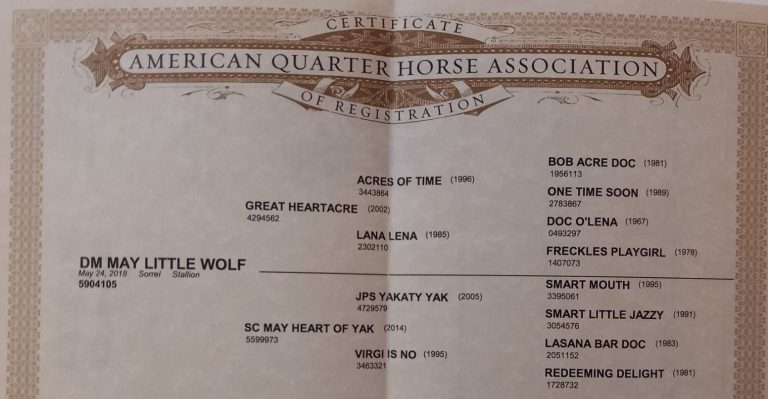 CERTIFICATE
AMERICAN QUARTER HORSE ASSOCIATION
OF REGISTRATION
BOB ACRE DOC (1981)
1956113
ACRES OF TIME (1996)
3443864
ONE TIME SOON (1989)
2783867
GREAT HEARTACRE (2002)
4294562
DOC O'LENA (1967)
0493297
LANA LENA (1985)
2302110
FRECKLES PLAYGIRL (1978)
1407073
DM MAY LITTLE WOLF
May 24, 2018 Sorrel Stallion
5904105
SMART MOUTH (1995)
3395061
JPS YAKATY YAK (2005)
4729579
SMART LITTLE JAZZY (1991)
3054576
SC MAY HEART OF YAK (2014)
5599973
LASANA BAR DOC (1983)
2051152
VIRGI IS NO (1995)
3463321
REDEEMING DELIGHT (1981)
1728732